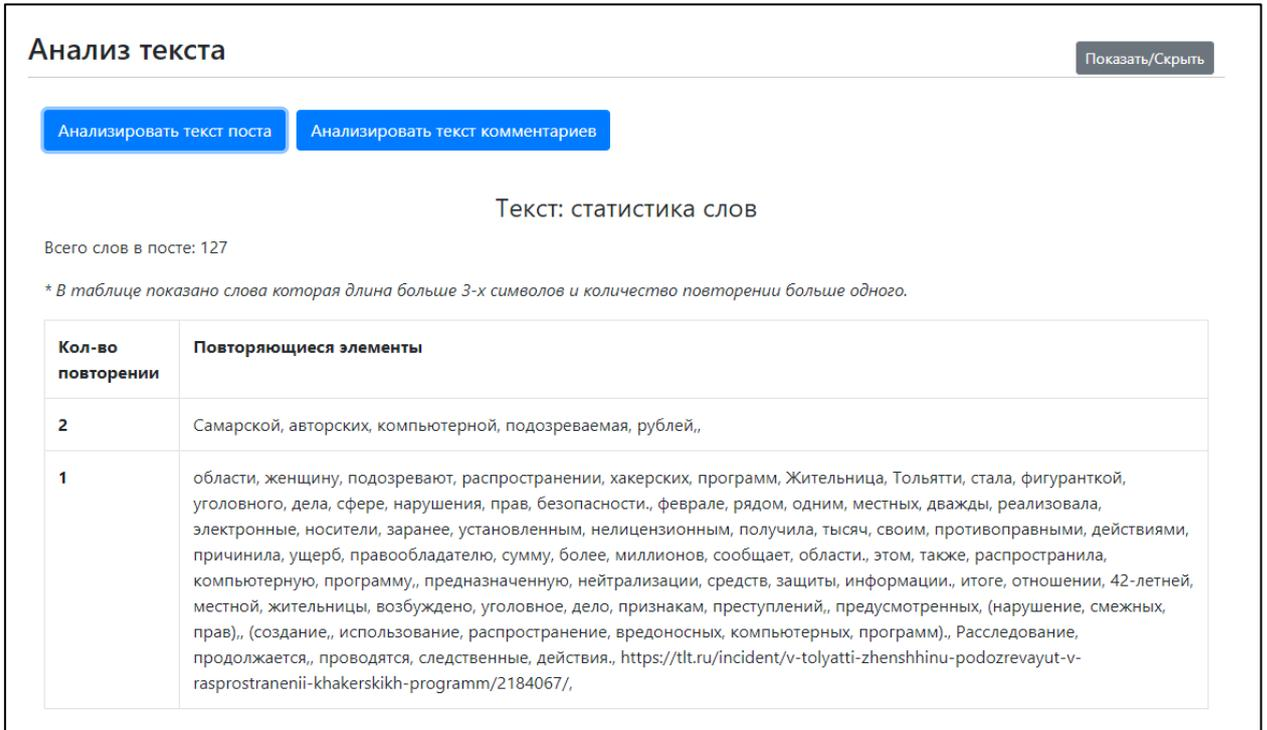 Анализ текста
Показать/Скрыть
Анализировать текст поста
Анализировать текст комментариев
Текст: статистика слов
Всего слов в посте: 127
* В таблице показано слова которая длина больше 3-х символов и количество повторении больше одного.
Кол-во
повторении
Повторяющиеся элементы
2
Самарской, авторских, компьютерной, подозреваемая, рублей,,
1
области, женщину, подозревают, распространении, хакерских, программ, Жительница, Тольятти, стала, фигуранткой,
уголовного, дела, сфере, нарушения, прав, безопасности., феврале, рядом, одним, местных, дважды, реализовала,
электронные, носители, заранее, установленным, нелицензионным, получила, тысяч, своим, противоправными, действиями,
причинила, ущерб, правообладателю, сумму, более, миллионов, сообщает, области., этом, также, распространила,
компьютерную, программу,, предназначенную, нейтрализации, средств, защиты, информации., итоге, отношении, 42-летней,
местной, жительницы, возбуждено, уголовное, дело, признакам, преступлений,, предусмотренных, (нарушение, смежных,
прав),, (создание,, использование, распространение, вредоносных, компьютерных, программ)., Расследование,
продолжается,, проводятся, следственные, действия., https://tlt.ru/incident/v-tolyatti-zhenshhinu-podozrevayut-v-
rasprostranenii-khakerskikh-programm/2184067/,